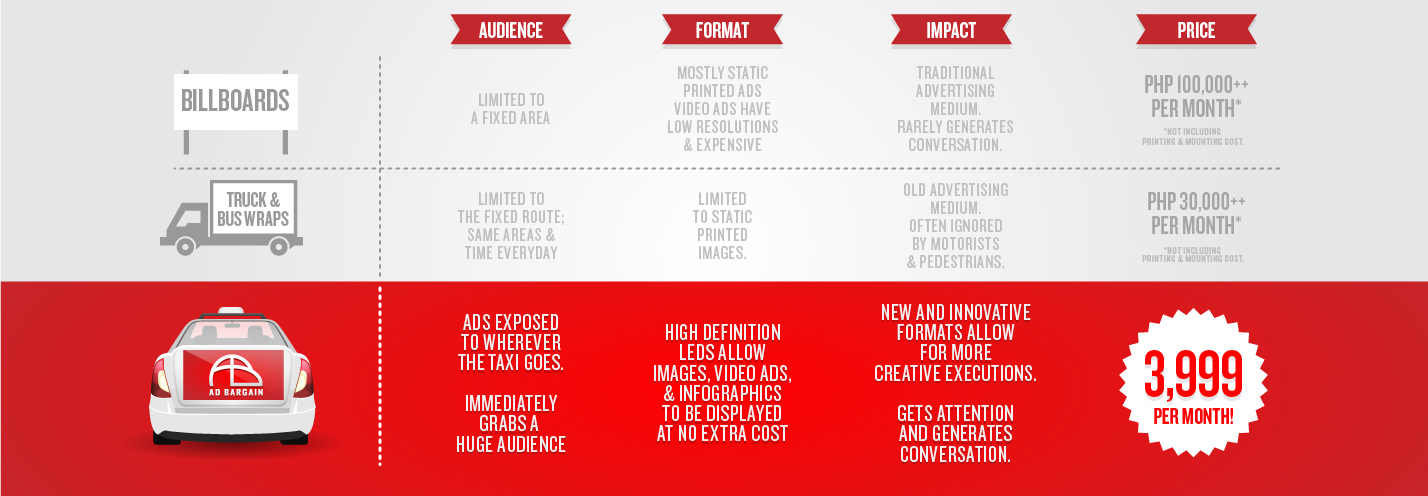 AUDIENCE
FORMAT
IMPACT
PRICE
BILLBOARDS
LIMITED TO
A FIXED AREA
MOSTLY STATIC
PRINTED ADS
VIDEO ADS HAVE
LOW RESOLUTIONS
& EXPENSIVE
TRADITIONAL
ADVERTISING
MEDIUM.
RARELY GENERATES
CONVERSATION.
PHP 100,000++
PER MONTH*
*NOT INCLUDING
PRINTING & MOUNTING COST.
TRUCK &
BUS WRAPS
LIMITED TO
THE FIXED ROUTE;
SAME AREAS &
TIME EVERYDAY
LIMITED
TO STATIC
PRINTED
IMAGES.
OLD ADVERTISING
MEDIUM.
OFTEN IGNORED
BY MOTORISTS
& PEDESTRIANS.
PHP 30,000++
PER MONTH*
*NOT INCLUDING
PRINTING & MOUNTING COST.
AD BARGAIN
ADS EXPOSED
TO WHEREVER
THE TAXI GOES.
IMMEDIATELY
GRABS A
HUGE AUDIENCE
HIGH DEFINITION
LEDS ALLOW
IMAGES, VIDEO ADS,
& INFOGRAPHICS
TO BE DISPLAYED
AT NO EXTRA COST
NEW AND INNOVATIVE
FORMATS ALLOW
FOR MORE
CREATIVE EXECUTIONS.
GETS ATTENTION
AND GENERATES
CONVERSATION.
3,999
PER MONTH!